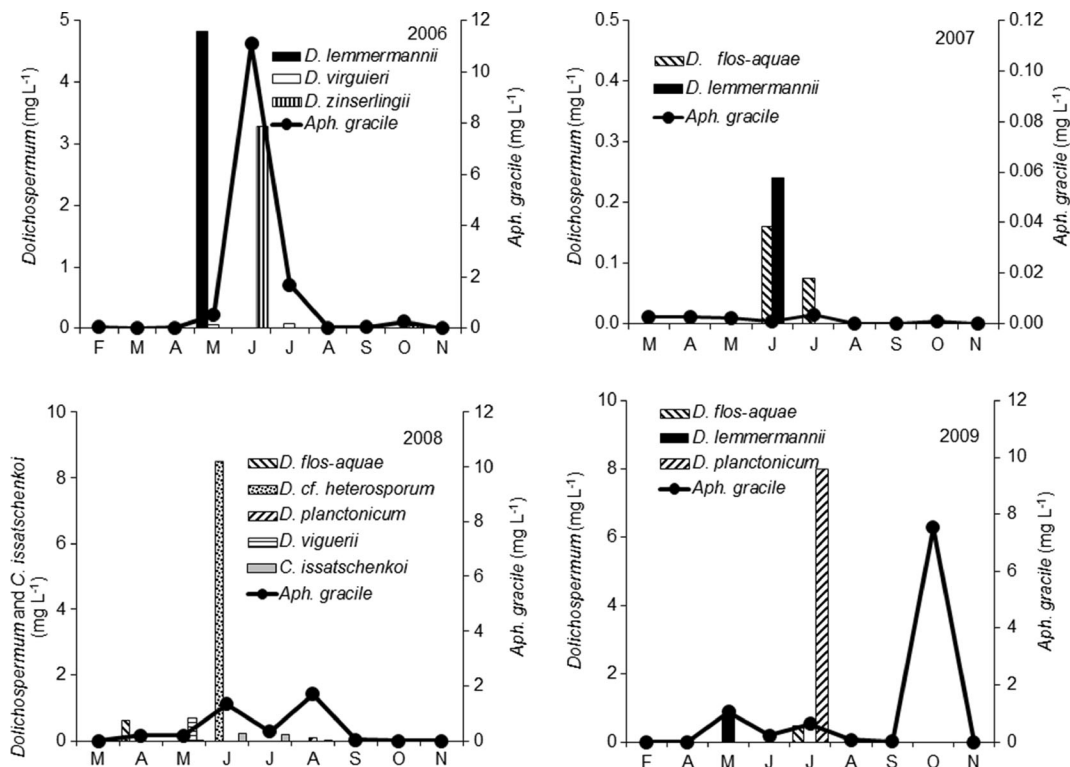 2006
5
4
3
2
1
0
Dolichospermum (mg L-1)
D. lemmermannii
D. virguieri
D. zinserlingii
Aph. gracile
12
10
8
6
4
2
0
Aph. gracile (mg L-1)
F M A M J J A S O N
2007
0.5
0.4
0.3
0.2
0.1
0.0
Dolichospermum (mg L-1)
D. flos-aquae
D. lemmermannii
Aph. gracile
0.12
0.10
0.08
0.06
0.04
0.02
0.00
Aph. gracile (mg L-1)
M A M J J A S O N
2008
10
8
6
4
2
0
Dolichospermum and C. issatschenkoi
(mg L-1)
D. flos-aquae
D. cf. heterosporum
D. planctonicum
D. viguerii
C. issatschenkoi
Aph. gracile
12
10
8
6
4
2
0
Aph. gracile (mg L-1)
M A M J J A S O N
2009
10
8
6
4
2
0
Dolichospermum (mg L-1)
D. flos-aquae
D. lemmermannii
D. planctonicum
Aph. gracile
12
10
8
6
4
2
0
Aph. gracile (mg L-1)
F M A M J J A S O N